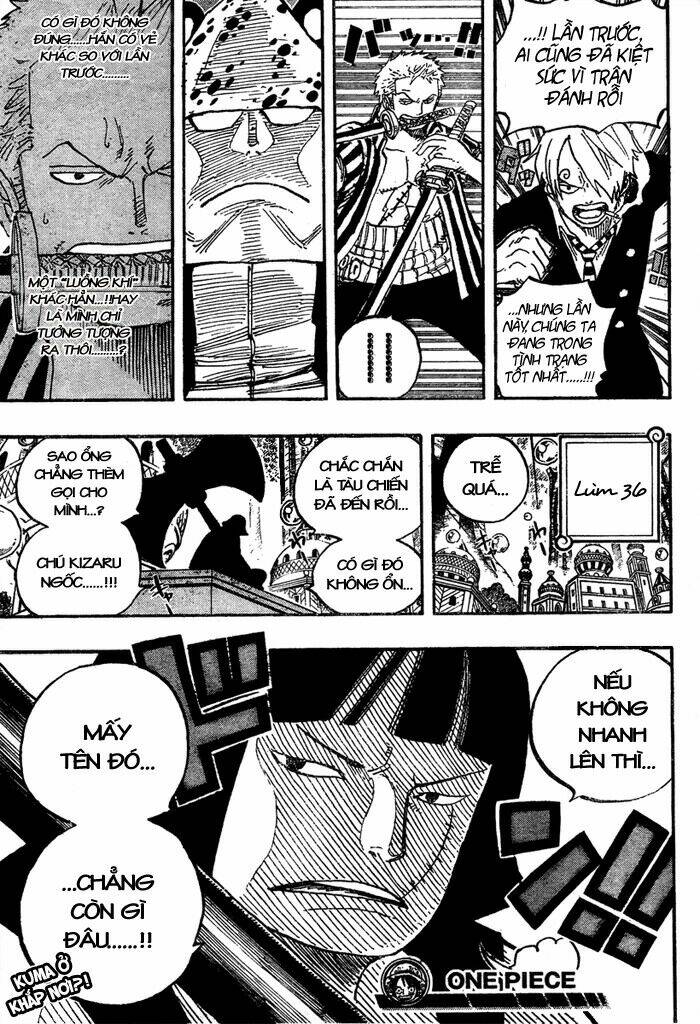 ...!! LẦN TRƯỚC,
AI CŨNG ĐÃ KIỆT
SỨC VÌ TRẬN
ĐÁNH RỒI
...NHƯNG LẦN
NÀY, CHÚNG TA
ĐANG TRONG
TÌNH TRẠNG
TỐT NHẤT.....!!!
CÓ GÌ ĐÓ KHÔNG
ĐÚNG......HẮN CÓ VẺ
KHÁC SO VỚI LẦN
TRƯỚC.........
MỘT "LUỒNG KHÍ"
KHÁC HẲN...!!HAY
LÀ MÌNH CHỈ
TƯỞNG TƯỢNG
RA THÔI.........?
Lùm 36
TRỄ
QUÁ...
CHẮC CHẮN
LÀ TÀU CHIẾN
ĐÃ ĐẾN RỒI...
CÓ GÌ ĐÓ
KHÔNG ỔN...
SAO ỔNG
CHẲNG THÈM
GỌI CHO
MÌNH...?
CHÚ KIZARU
NGỐC......!!!
NẾU
KHÔNG
NHANH
LÊN THÌ...
MẤY
TÊN ĐÓ...
...CHẲNG
CÒN GÌ
ĐÂU......!!
KUMA Ở
KHẮP NƠI?!
ONE PIECE